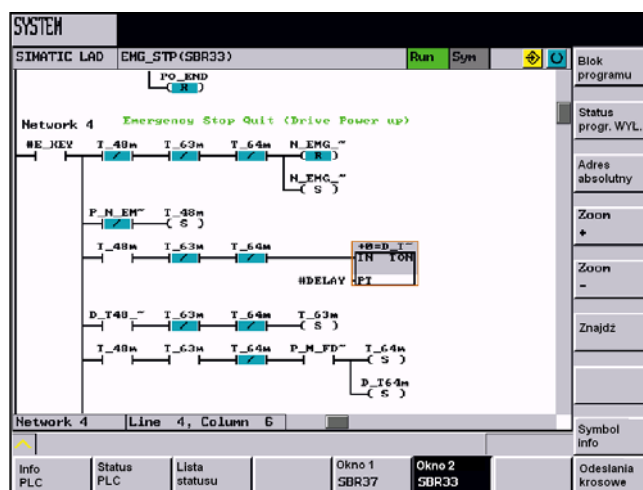 SYSTEM
SIMATIC LAD EMG_STP(SBR33) Run Sym
PO_END
( R )
Network 4 Emergency Stop Quit (Drive Power up)
#E_KEY T_48m T_63m T_64m N_EMG_~
( R )
N_EMG_~
( S )
P_N_EM~ T_48m
( S )
T_48m T_63m T_64m +0=D_T~
IN TON
#DELAY PT
D_T48_~ T_63m T_64m T_63m
( S )
T_48m T_63m T_64m P_M_FD~ T_64m
( S )
D_T64m
( S )
Network 4 Line 4, Column 6
Blok
programu
Status
progr. WYL.
Adres
absolutny
Zoom
+
Zoom
-
Znajdź
Symbol
info
Odesłania
krosowe
Info
PLC
Status
PLC
Lista
statusu
Okno 1
SBR37
Okno 2
SBR33